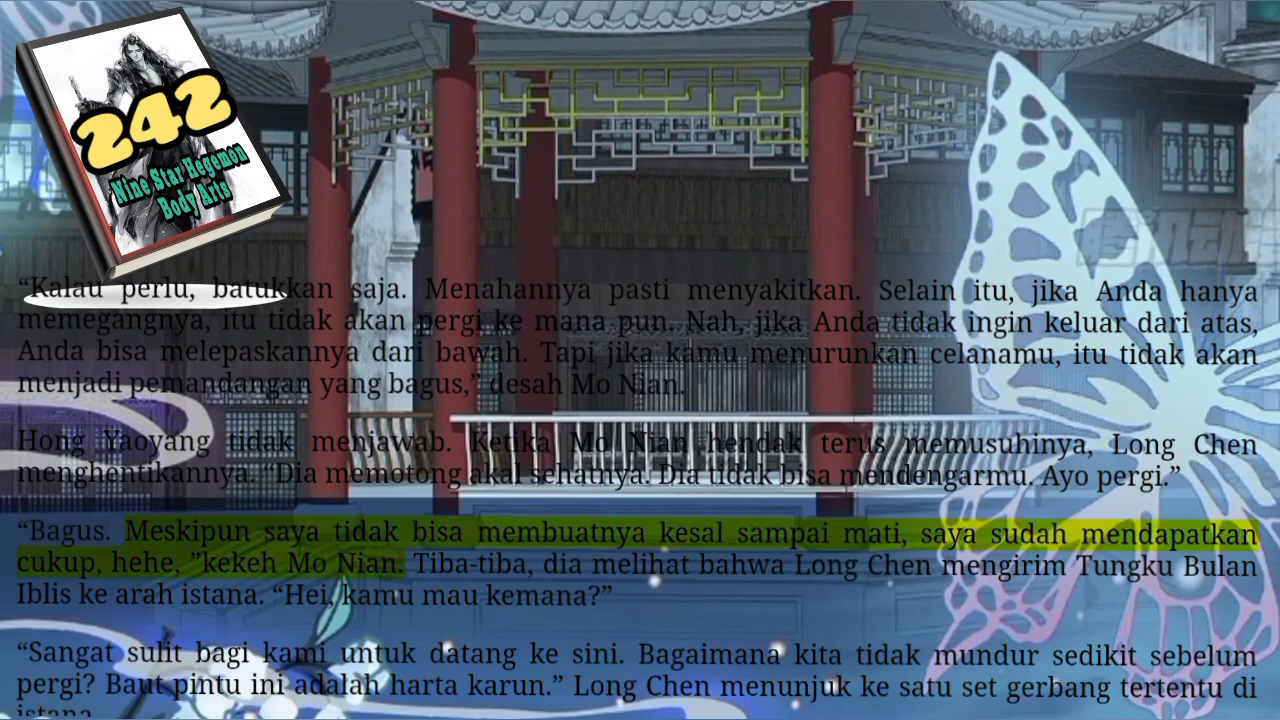 242
Nine Star Hegemon
Body Arts
“Kalau perlu, batukkan saja. Menahannya pasti menyakitkan. Selain itu, jika Anda hanya
memegangnya, itu tidak akan pergi ke mana pun. Nah, jika Anda tidak ingin keluar dari atas,
Anda bisa melepaskannya dari bawah. Tapi jika kamu menurunkan celanamu, itu tidak akan
menjadi pemandangan yang bagus,” desah Mo Nian.
Hong Yaoyang tidak menjawab. Ketika Mo Nian hendak terus memusuhinya, Long Chen
menghentikannya. “Dia memotong akal sehatnya. Dia tidak bisa mendengarmu. Ayo pergi.”
“Bagus. Meskipun saya tidak bisa membuatnya kesal sampai mati, saya sudah mendapatkan
cukup, hehe, ”kekeh Mo Nian. Tiba-tiba, dia melihat bahwa Long Chen mengirim Tungku Bulan
Iblis ke arah istana. “Hei, kamu mau kemana?”
“Sangat sulit bagi kami untuk datang ke sini. Bagaimana kita tidak mundur sedikit sebelum
pergi? Baut pintu ini adalah harta karun.” Long Chen menunjuk ke satu set gerbang tertentu di
istana.